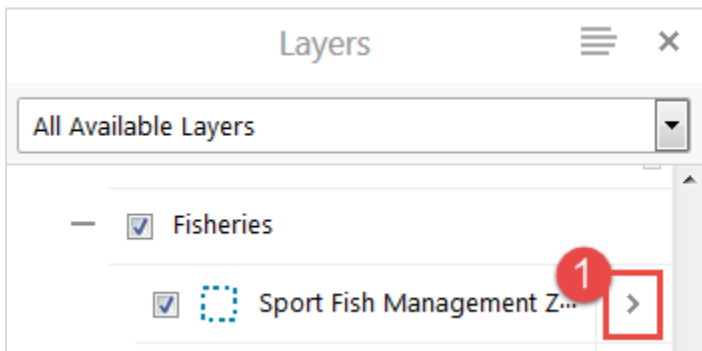 Layers
All Available Layers
Fisheries
Sport Fish Management Z...
1